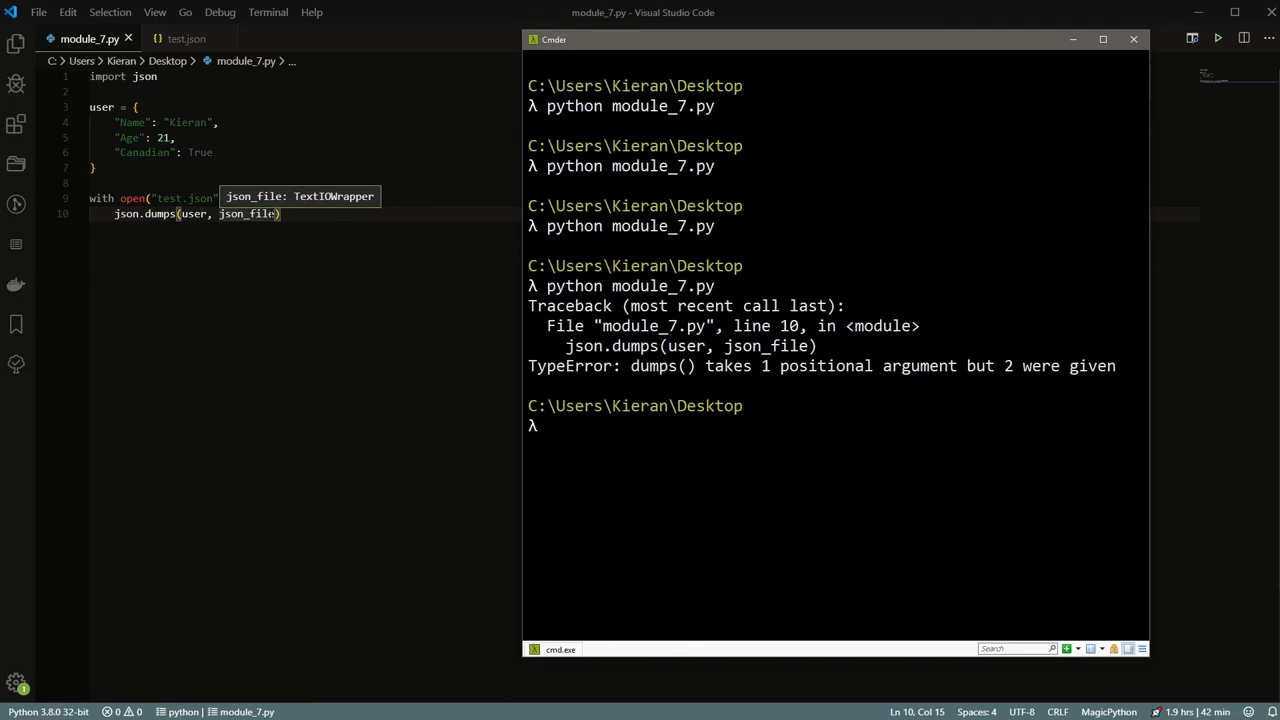 File Edit Selection View Go Debug Terminal Help
module_7.py - Visual Studio Code
module_7.py
test.json
C: > Users > Kieran > Desktop > module_7.py > ...
1 import json
2
3 user = {
4 "Name": "Kieran",
5 "Age": 21,
6 "Canadian": True
7 }
8
json_file: TextIOWrapper
9 with open("test.json"
10 json.dumps(user, json_file)
Cmder
C:\Users\Kieran\Desktop
λ python module_7.py
C:\Users\Kieran\Desktop
λ python module_7.py
C:\Users\Kieran\Desktop
λ python module_7.py
C:\Users\Kieran\Desktop
λ python module_7.py
Traceback (most recent call last):
File "module_7.py", line 10, in <module>
json.dumps(user, json_file)
TypeError: dumps() takes 1 positional argument but 2 were given
C:\Users\Kieran\Desktop
λ
cmd.exe
Search
1
Python 3.8.0 32-bit 0 0 python | module_7.py
Ln 10, Col 15 Spaces: 4 UTF-8 CRLF MagicPython 1.9 hrs | 42 min